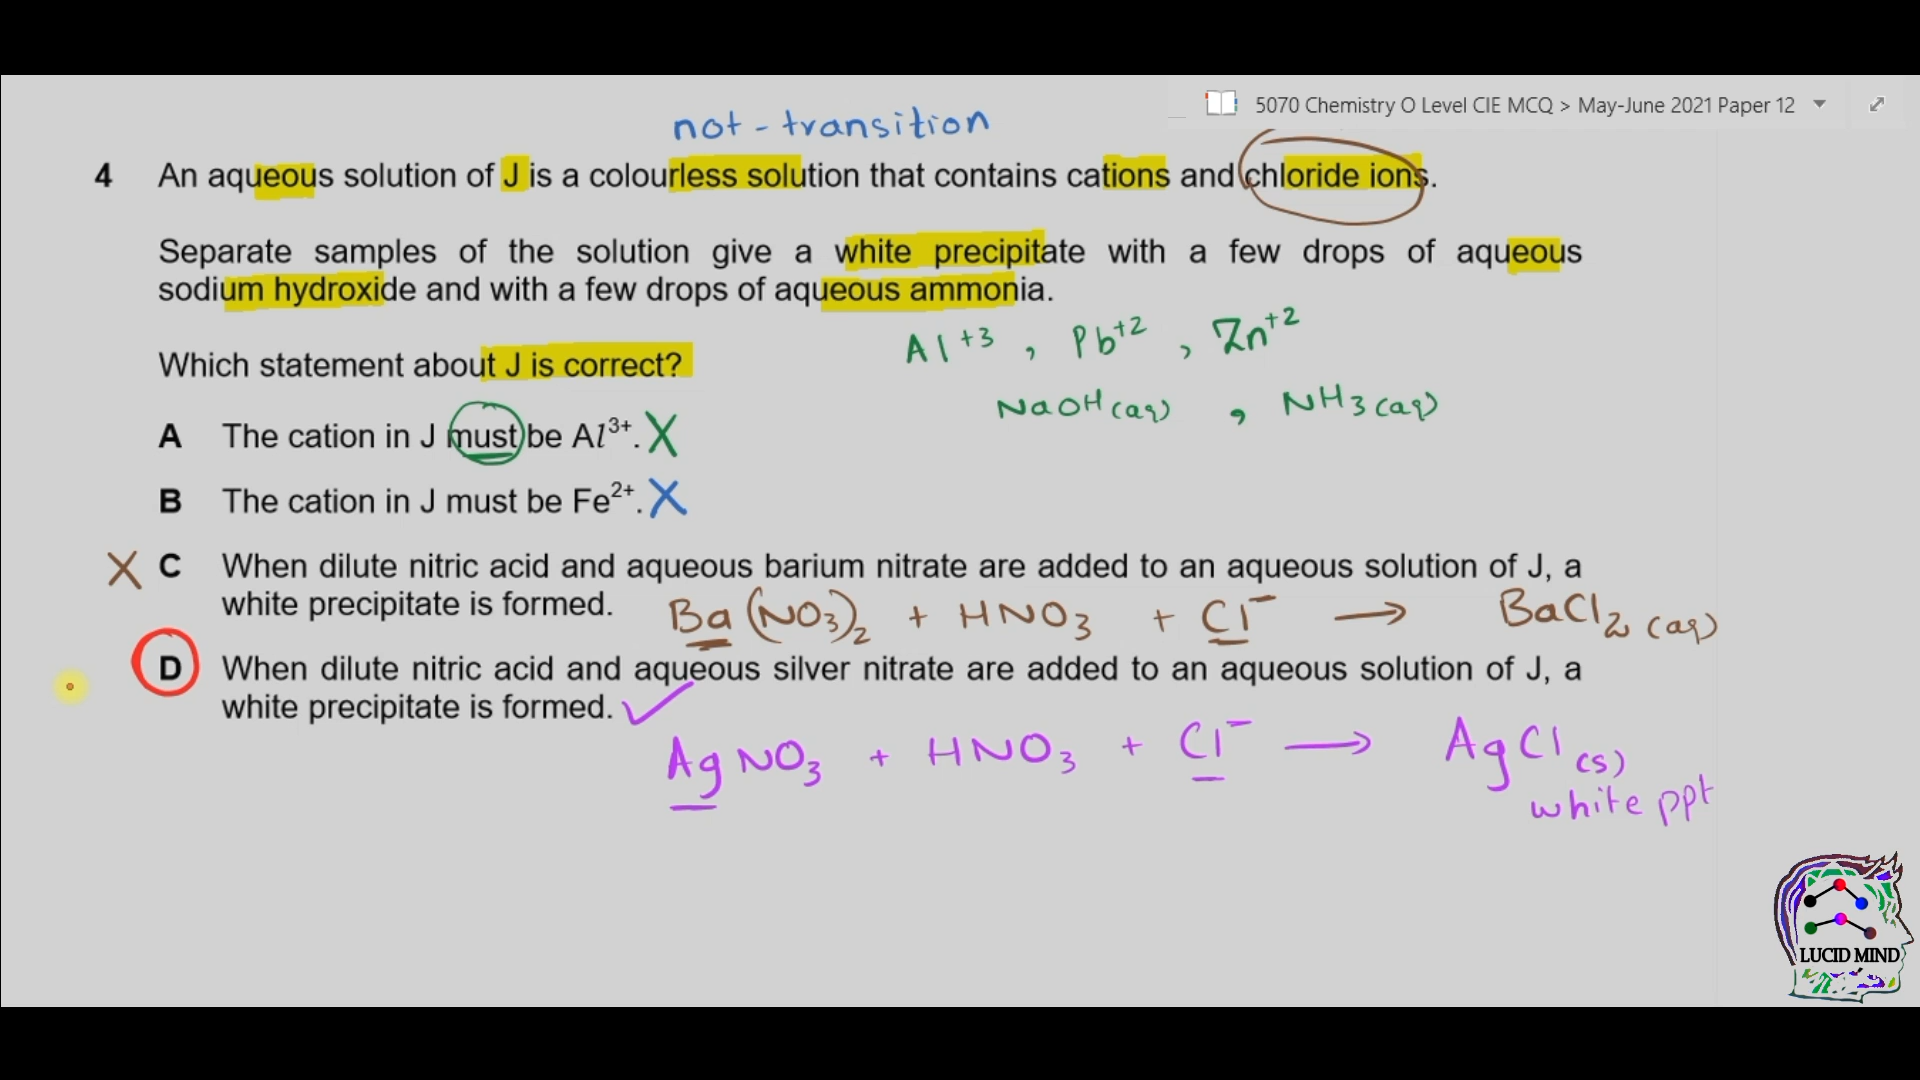 5070 Chemistry O Level CIE MCQ > May-June 2021 Paper 12
not - transition
4 An aqueous solution of J is a colourless solution that contains cations and chloride ions.
Separate samples of the solution give a white precipitate with a few drops of aqueous
sodium hydroxide and with a few drops of aqueous ammonia.
Al⁺³ , Pb⁺² , Zn⁺²
Which statement about J is correct?
NaOH (aq) , NH₃ (aq)
A The cation in J must be Al³⁺. X
B The cation in J must be Fe²⁺. X
X C When dilute nitric acid and aqueous barium nitrate are added to an aqueous solution of J, a
white precipitate is formed.
Ba(NO₃)₂ + HNO₃ + Cl⁻ → BaCl₂ (aq)
D When dilute nitric acid and aqueous silver nitrate are added to an aqueous solution of J, a
white precipitate is formed. ✓
AgNO₃ + HNO₃ + Cl⁻ → AgCl (s)
white ppt
LUCID MIND